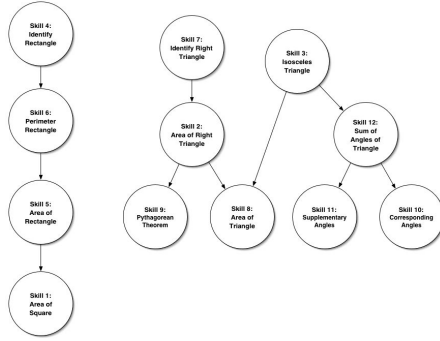 Skill 4:
Identify
Rectangle
Skill 7:
Identify Right
Triangle
Skill 3:
Isosceles
Triangle
Skill 6:
Perimeter
Rectangle
Skill 2:
Area of Right
Triangle
Skill 12:
Sum of
Angles of
Triangle
Skill 5:
Area of
Rectangle
Skill 9:
Pythagorean
Theorem
Skill 8:
Area of
Triangle
Skill 11:
Supplementary
Angles
Skill 10:
Corresponding
Angles
Skill 1:
Area of
Square